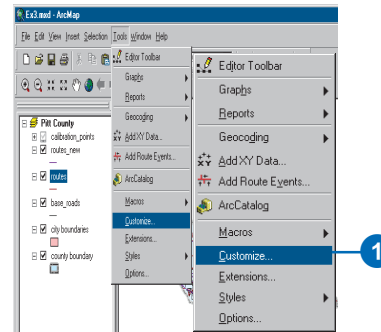 Ex3.mxd - ArcMap
File Edit View Insert Selection Tools Window Help
Editor Toolbar
Graphs
Reports
Geocoding
Add XY Data...
Add Route Events...
ArcCatalog
Macros
Customize...
Extensions...
Styles
Options...
Pitt County
calibration_points
routes_new
routes
base_roads
city boundaries
county boundary
Editor Toolbar
Graphs
Reports
Geocoding
Add XY Data...
Add Route Events...
ArcCatalog
Macros
Customize...
Extensions...
Styles
Options...
1